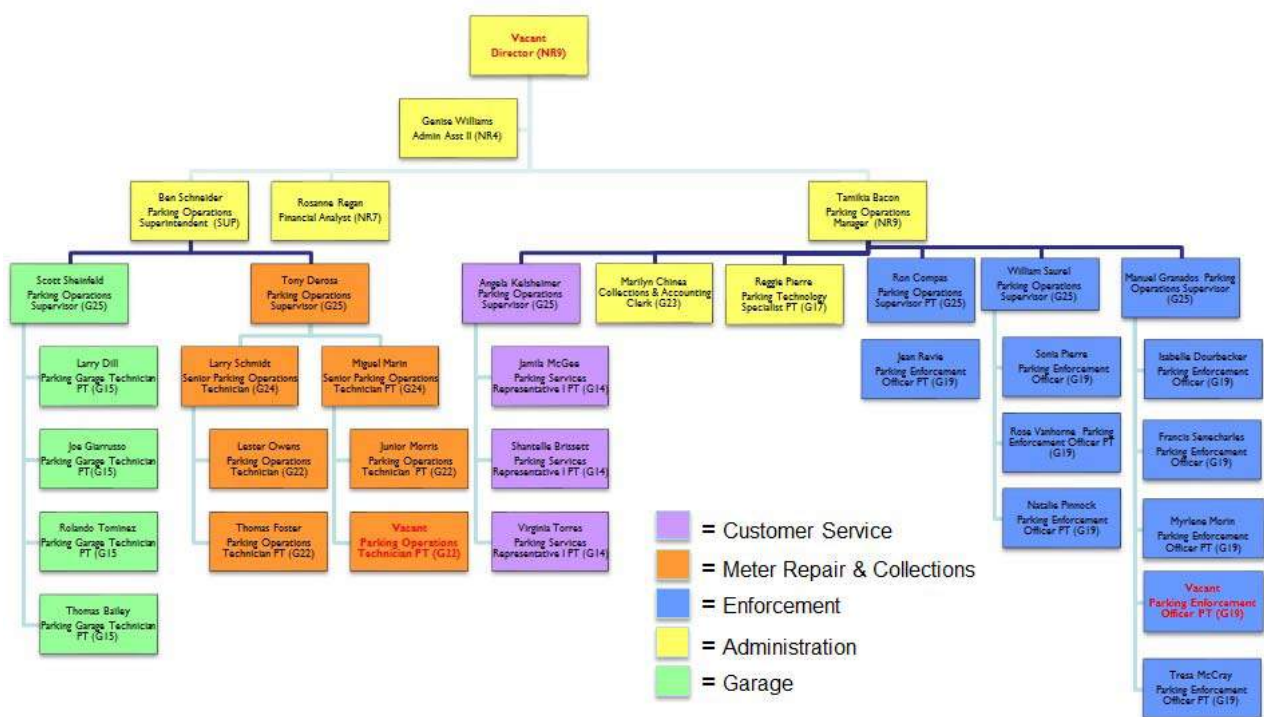 Vacant
Director (NR9)
Genise Williams
Admin Asst II (NR4)
Ben Schneider
Parking Operations
Superintendent (SUP)
Rosanne Regan
Financial Analyst (NR7)
Tamikia Bacon
Parking Operations
Manager (NR9)
Scott Sheinfeld
Parking Operations
Supervisor (G25)
Tony Derosa
Parking Operations
Supervisor (G25)
Angela Kelsheimer
Parking Operations
Supervisor (G25)
Marilyn Chinea
Collections & Accounting
Clerk (G23)
Reggie Pierre
Parking Technology
Specialist PT (G17)
Ron Compas
Parking Operations
Supervisor PT (G25)
William Saurel
Parking Operations
Supervisor (G25)
Manuel Granados Parking
Operations Supervisor
(G25)
Larry Dill
Parking Garage Technician
PT (G15)
Joe Giarrusso
Parking Garage Technician
PT(G15)
Rolando Tominez
Parking Garage Technician
PT (G15
Thomas Bailey
Parking Garage Technician
PT (G15)
Larry Schmidt
Senior Parking Operations
Technician (G24)
Lester Owens
Parking Operations
Technician (G22)
Thomas Foster
Parking Operations
Technician PT (G22)
Miguel Marin
Senior Parking Operations
Technician PT (G24)
Junior Morris
Parking Operations
Technician PT (G22)
Vacant
Parking Operations
Technician PT (G22)
Jamila McGee
Parking Services
Representative I PT (G14)
Shantelle Brissett
Parking Services
Representative I PT (G14)
Virginia Torres
Parking Services
Representative I PT (G14)
Jean Revie
Parking Enforcement
Officer PT (G19)
Sonia Pierre
Parking Enforcement
Officer (G19)
Rose Vanhorne Parking
Enforcement Officer PT
(G19)
Natalie Pinnock
Parking Enforcement
Officer PT (G19)
Isabelle Dourbecker
Parking Enforcement
Officer (G19)
Francis Senecharles
Parking Enforcement
Officer (G19)
Myrlene Morin
Parking Enforcement
Officer PT (G19)
Vacant
Parking Enforcement
Officer PT (G19)
Tresa McCray
Parking Enforcement
Officer PT (G19)
= Customer Service
= Meter Repair & Collections
= Enforcement
= Administration
= Garage